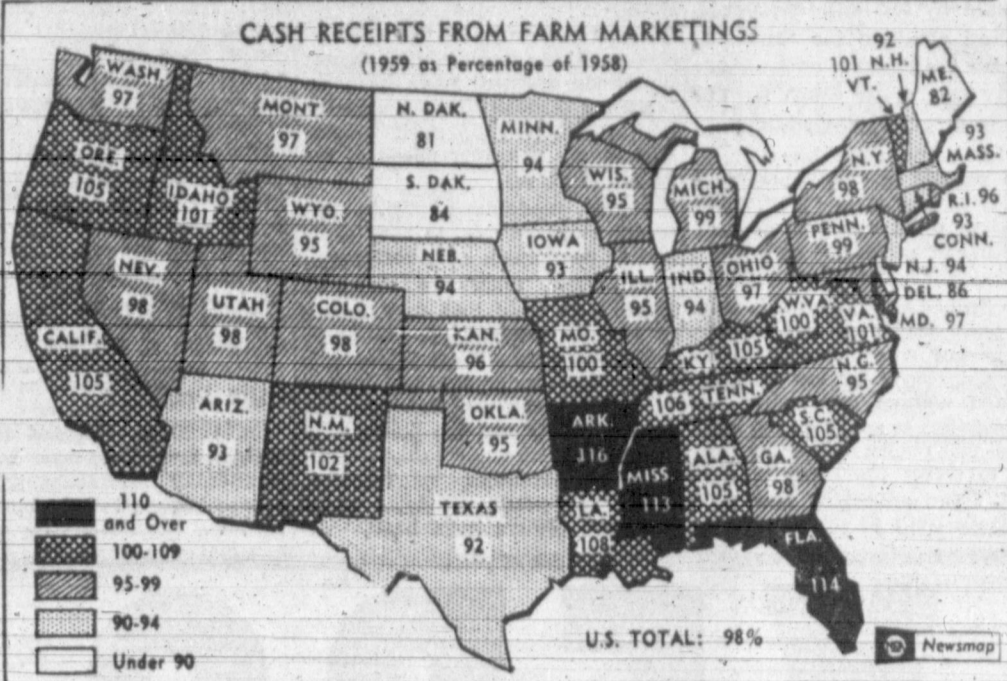 CASH RECEIPTS FROM FARM MARKETINGS
(1959 as Percentage of 1958)
WASH.
97
ORE.
105
CALIF.
105
IDAHO
101
NEV.
98
MONT.
97
WYO.
95
UTAH
98
COLO.
98
ARIZ.
93
N.M.
102
N. DAK.
81
S. DAK.
84
NEB.
94
KAN.
96
OKLA.
95
TEXAS
92
MINN.
94
IOWA
93
MO.
100
ARK.
116
LA.
108
WIS.
95
ILL.
95
MICH.
99
IND.
94
OHIO
97
KY. 105
106 TENN.
MISS.
113
ALA.
105
GA.
98
FLA.
114
S.C.
105
N.C.
95
VA.
101
W.VA
100
PENN.
99
N.Y
98
92
101 N.H.
VT.
ME.
82
93
MASS.
R.I. 96
93
CONN.
N.J. 94
DEL. 86
MD. 97
110
and Over
100-109
95-99
90-94
Under 90
U.S. TOTAL: 98%
Newsmap